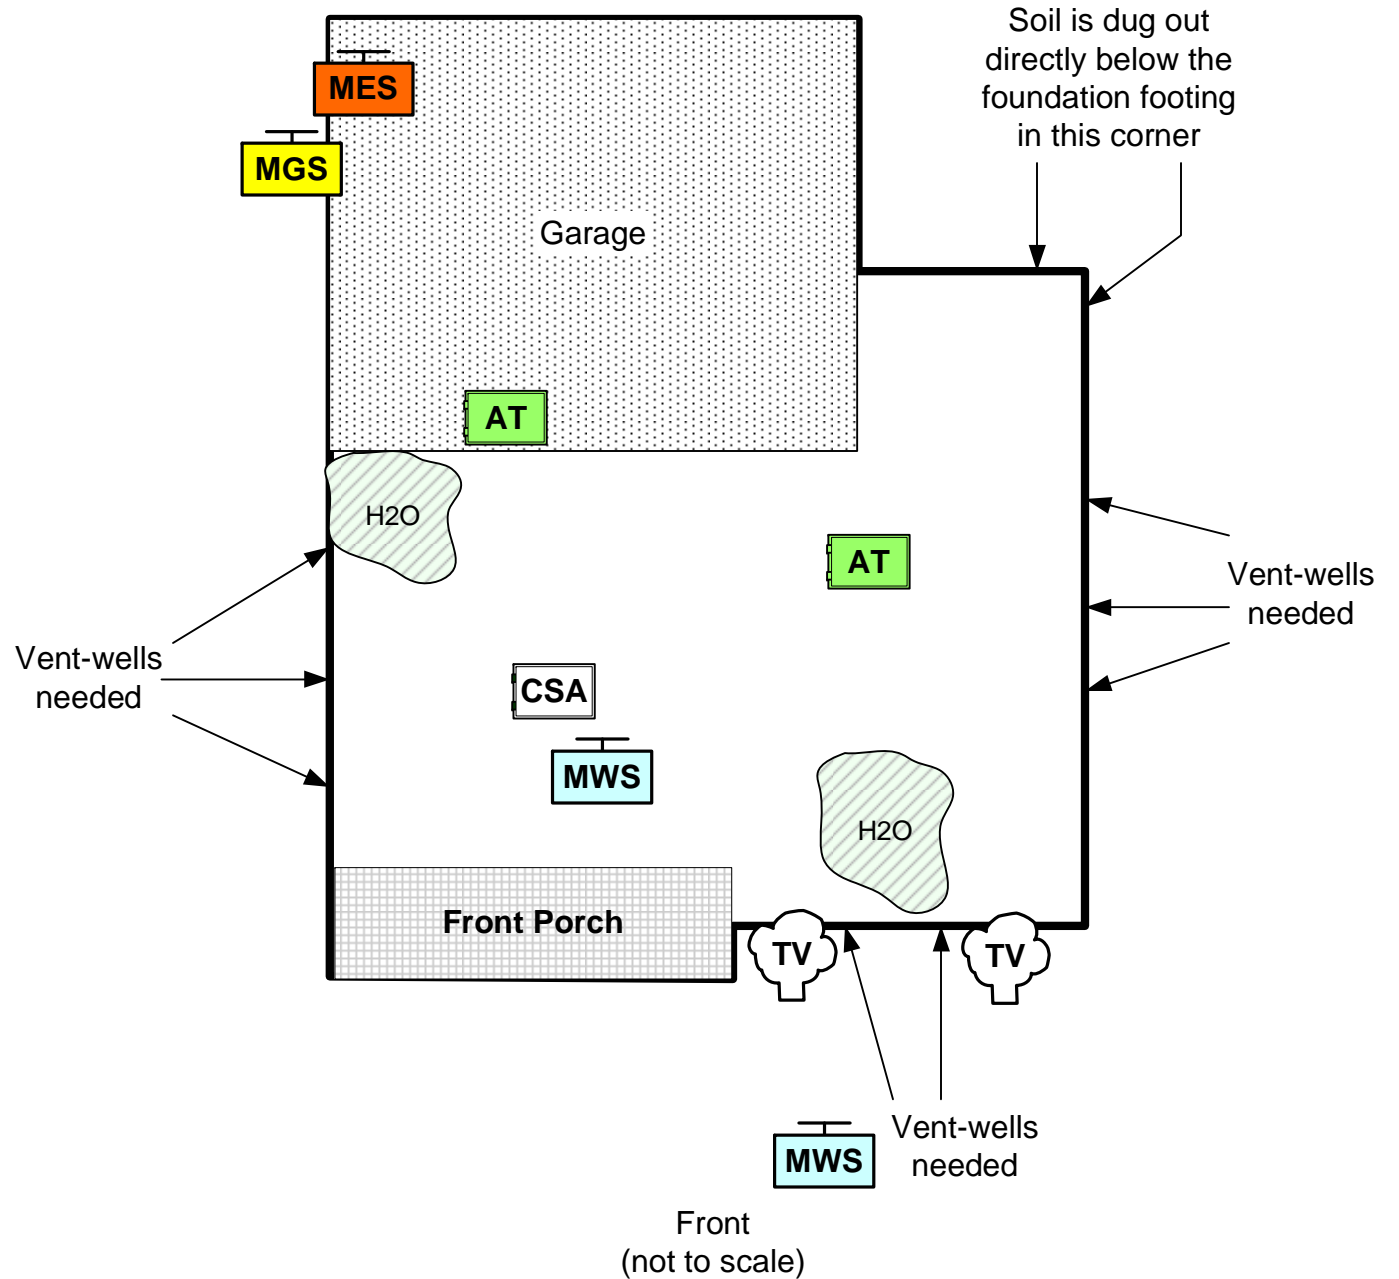 Soil is dug out
directly below the
foundation footing
in this corner
MES
MGS
Garage
AT
H2O
AT
Vent-wells
needed
Vent-wells
needed
CSA
MWS
H2O
Front Porch
TV
TV
Vent-wells
needed
MWS
Front
(not to scale)